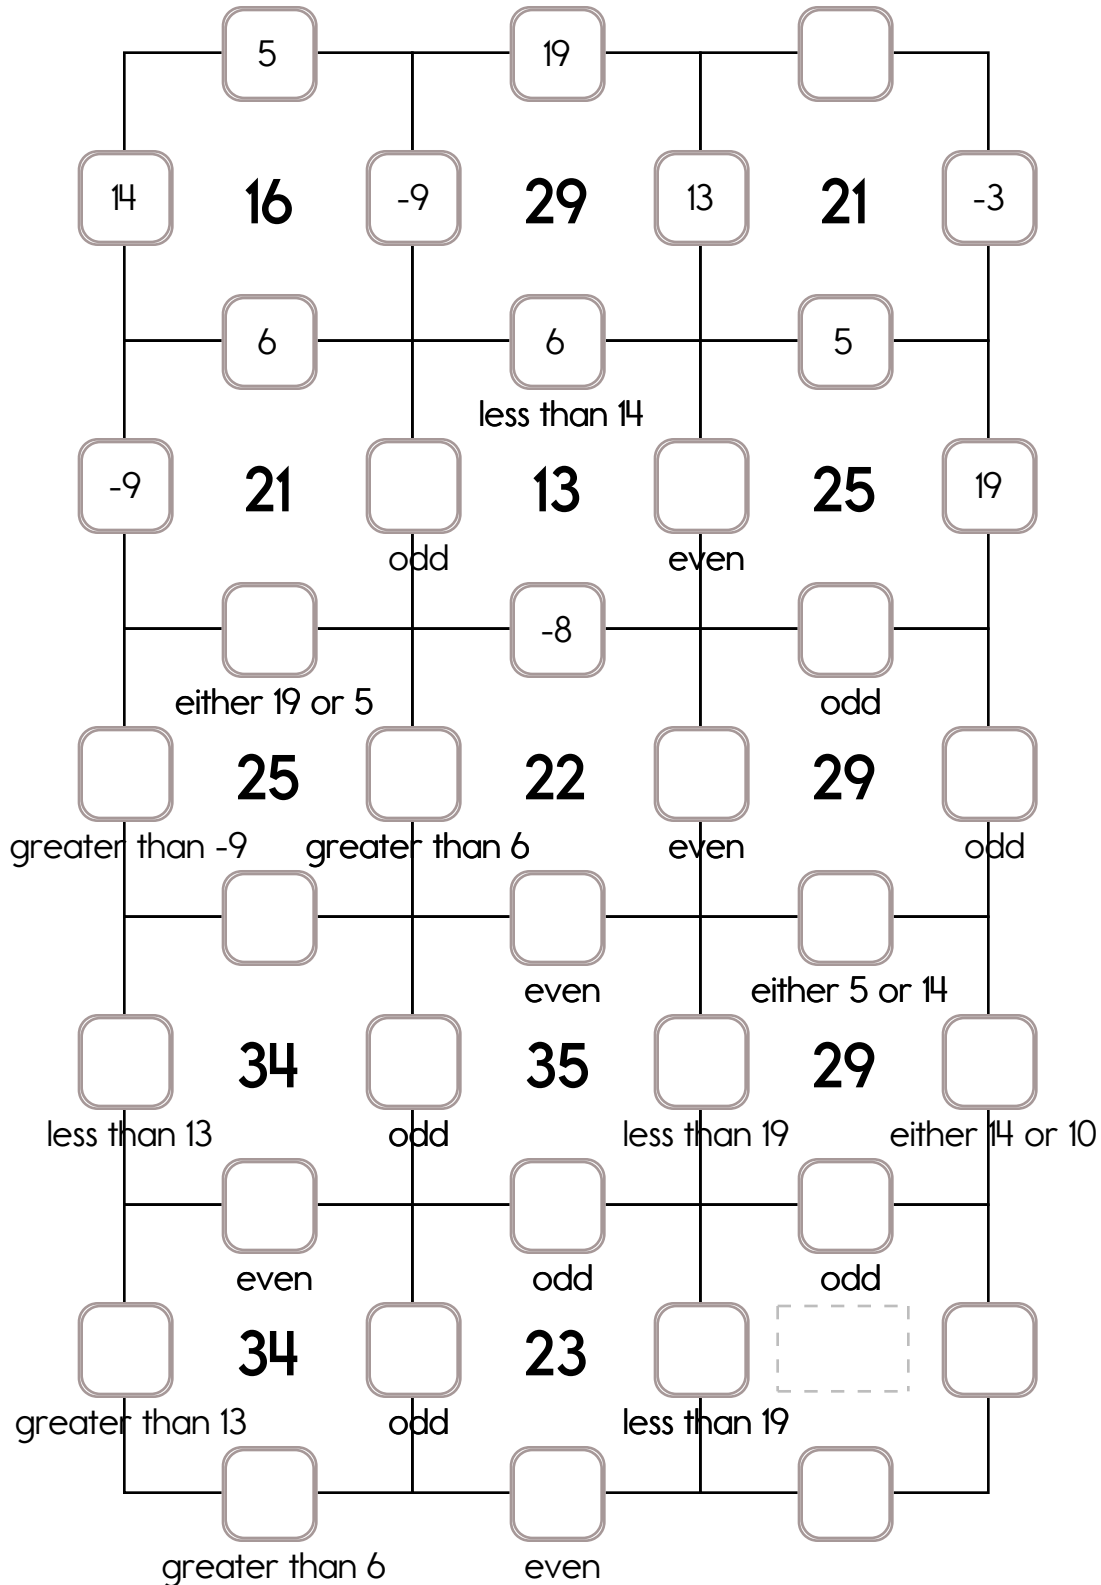 5 19
14 16 -9 29 13 21 -3
6 6 5
less than 14
-9 21 13 25 19
odd even
-8
either 19 or 5 odd
25 22 29
greater than -9 greater than 6 even odd
even either 5 or 14
34 35 29
less than 13 odd less than 19 either 14 or 10
even odd odd
34 23
greater than 13 odd less than 19
greater than 6 even